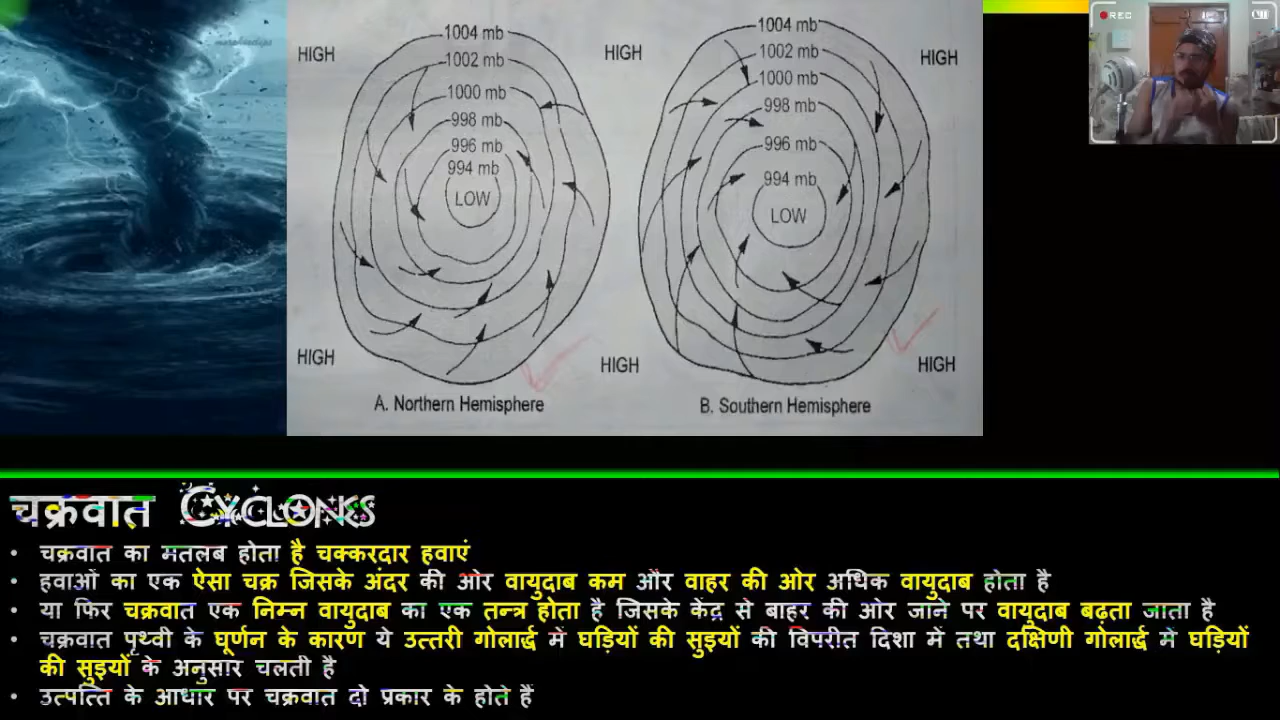 HIGH
1004 mb
1002 mb
1000 mb
998 mb
996 mb
994 mb
LOW
HIGH
HIGH
HIGH
A. Northern Hemisphere
1004 mb
1002 mb
1000 mb
998 mb
996 mb
994 mb
LOW
HIGH
HIGH
B. Southern Hemisphere
REC
चक्रवात CYCLONES
• चक्रवात का मतलब होता है चक्करदार हवाएं
• हवाओं का एक ऐसा चक्र जिसके अंदर की ओर वायुदाब कम और वाहर की ओर अधिक वायुदाब होता है
• या फिर चक्रवात एक निम्न वायुदाब का एक तन्त्र होता है जिसके केंद्र से बाहर की ओर जाने पर वायुदाब बढ़ता जाता है
• चक्रवात पृथ्वी के घूर्णन के कारण ये उत्तरी गोलार्द्ध में घड़ियों की सुइयों की विपरीत दिशा में तथा दक्षिणी गोलार्द्ध मे घड़ियों
की सुइयों के अनुसार चलती है
• उत्पत्ति के आधार पर चक्रवात दो प्रकार के होते हैं